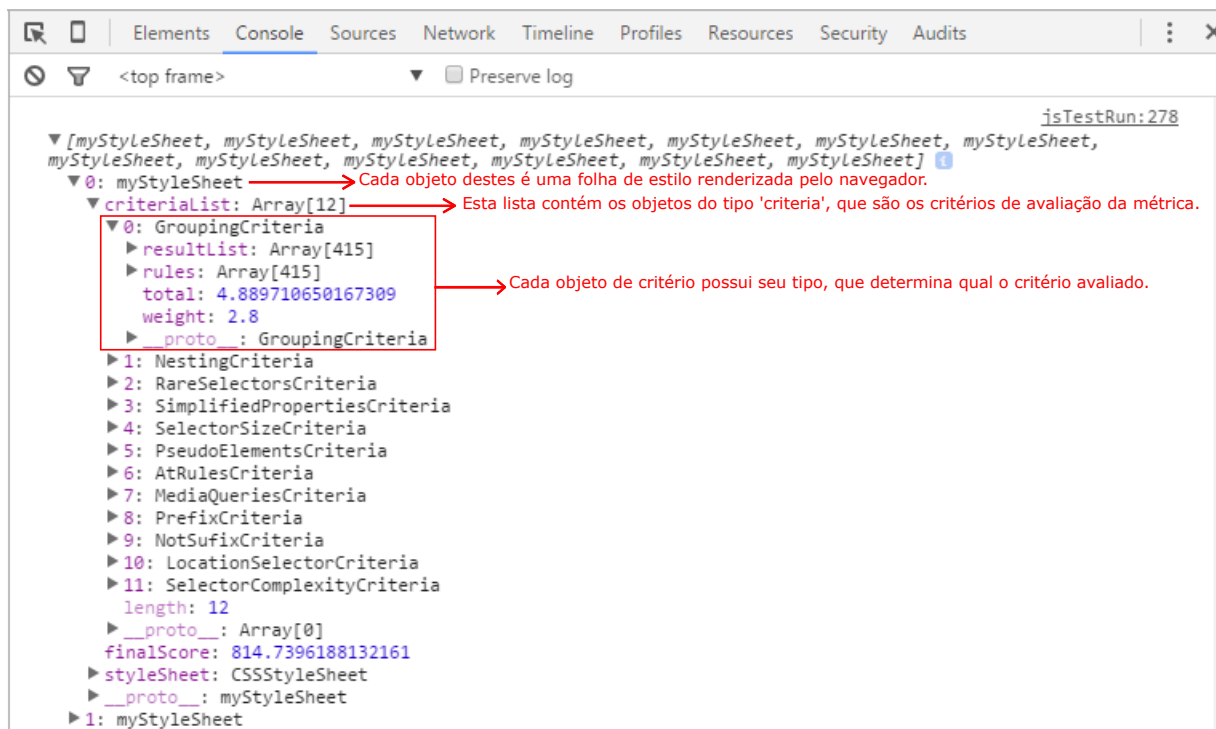 Elements Console Sources Network Timeline Profiles Resources Security Audits
<top frame> ▼ Preserve log
jsTestRun:278
▼[myStyleSheet, myStyleSheet, myStyleSheet, myStyleSheet, myStyleSheet, myStyleSheet, myStyleSheet,
myStyleSheet, myStyleSheet, myStyleSheet, myStyleSheet, myStyleSheet, myStyleSheet] i
▼0: myStyleSheet Cada objeto destes é uma folha de estilo renderizada pelo navegador.
▼criteriaList: Array[12] Esta lista contém os objetos do tipo 'criteria', que são os critérios de avaliação da métrica.
▼0: GroupingCriteria
▶resultList: Array[415]
▶rules: Array[415]
total: 4.889710650167309 Cada objeto de critério possui seu tipo, que determina qual o critério avaliado.
weight: 2.8
▶__proto__: GroupingCriteria
▶1: NestingCriteria
▶2: RareSelectorsCriteria
▶3: SimplifiedPropertiesCriteria
▶4: SelectorSizeCriteria
▶5: PseudoElementsCriteria
▶6: AtRulesCriteria
▶7: MediaQueriesCriteria
▶8: PrefixCriteria
▶9: NotSufixCriteria
▶10: LocationSelectorCriteria
▶11: SelectorComplexityCriteria
length: 12
▶__proto__: Array[0]
finalScore: 814.7396188132161
▶styleSheet: CSSStyleSheet
▶__proto__: myStyleSheet
▶1: myStyleSheet